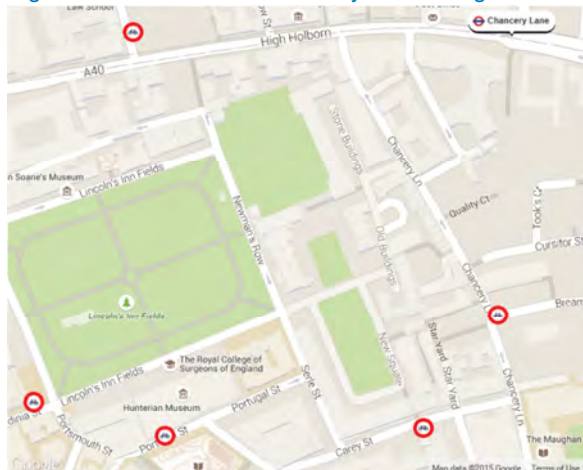 Law School
High Holborn
Chancery Lane
A40
Stone Buildings
Chancery Ln
n Soane's Museum
Lincoln's Inn Fields
Newman's Row
Quality Ct
Took's Ct
Cursitor St
Old Buildings
Chancery L
Bream
Lincoln's Inn Fields
Star Yard
Star Yard
New Square
The Royal College of
Surgeons of England
Lincoln's Inn Fields
Hunterian Museum
Serle St
Portugal St
Portsmouth St
Carey St
The Maughan
Google
Map data ©2015 Google
Terms of Use